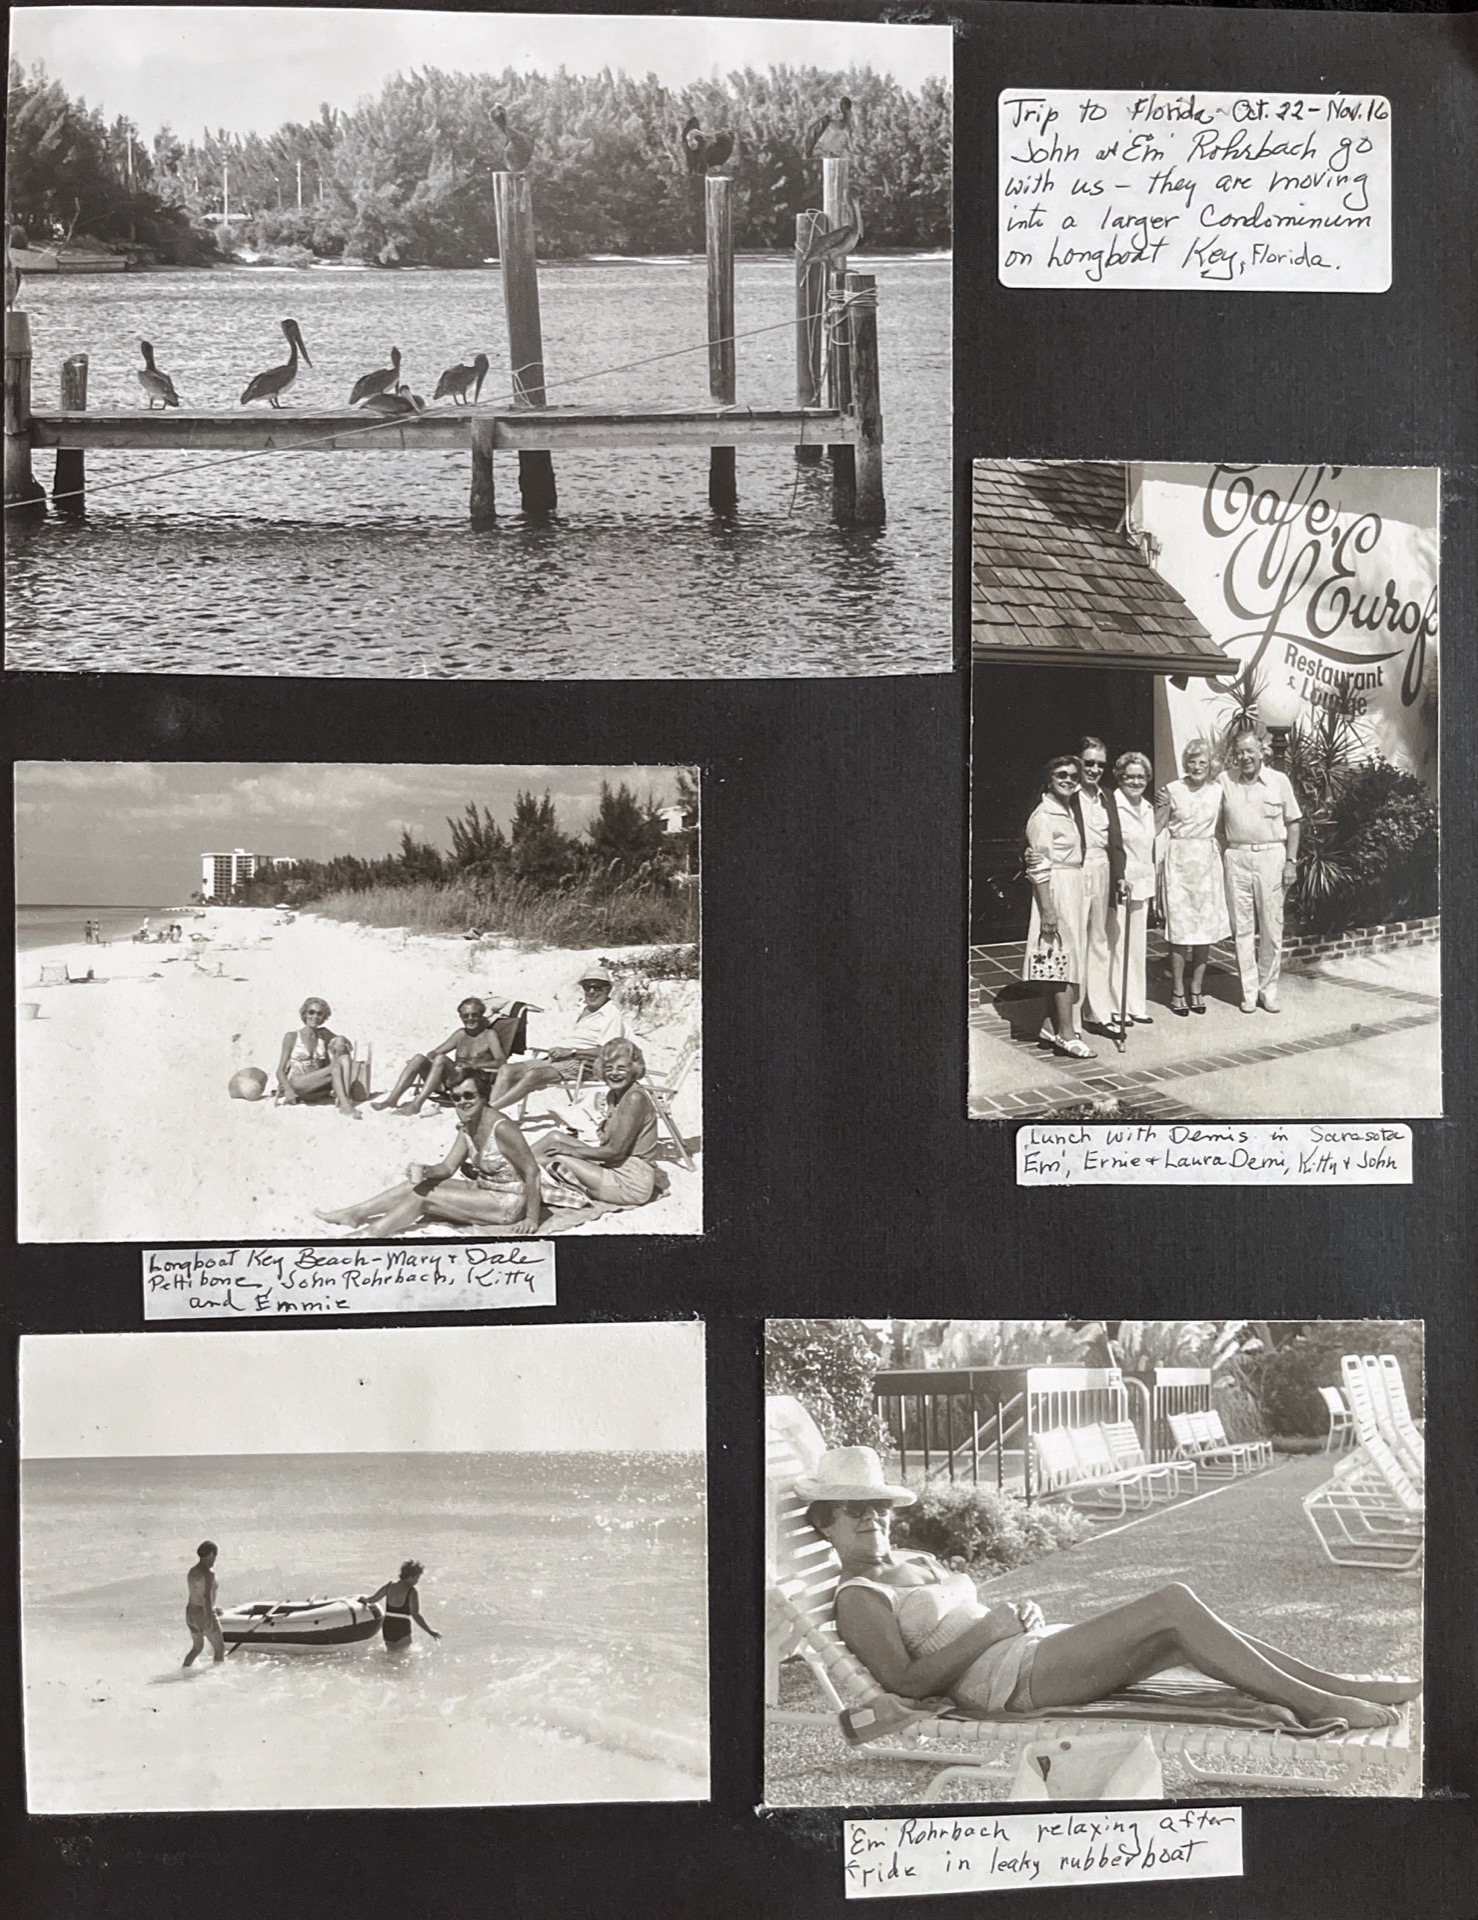 Trip to Florida - Oct. 22 - Nov. 16
John & 'Em' Rohrbach go
with us - they are moving
into a larger Condominium
on Longboat Key, Florida.
Café
L'Europe
Restaurant
& Lounge
Lunch with Demis in Sarasota
'Em', Ernie + Laura Demi, Kitty + John
Longboat Key Beach - Mary + Dale
Pettibone, John Rohrbach, Kitty
and Emmie
'Em' Rohrbach relaxing after
ride in leaky rubber boat